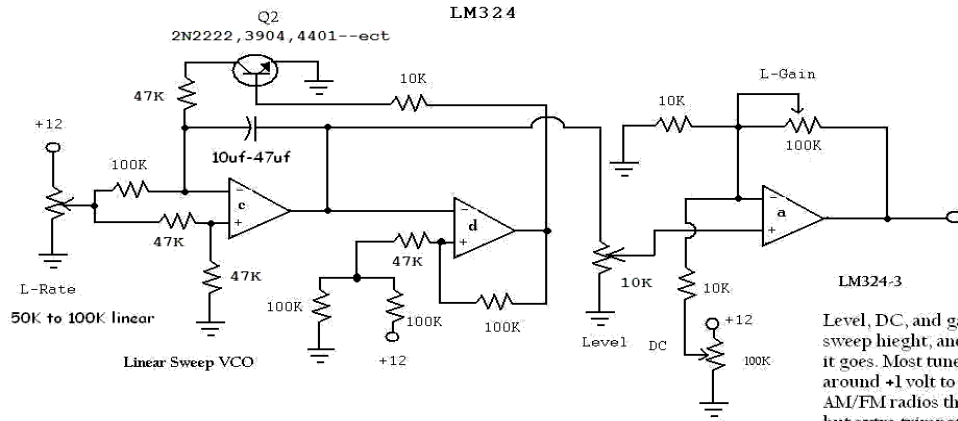 LM324
Q2
2N2222,3904,4401--ect
10K
L-Gain
47K
10K
+12
100K
10uf-47uf
100K
c
d
a
47K
47K
47K
10K
LM324-3
L-Rate
10K
50K to 100K linear
100K
100K
100K
+12
+12
Level
DC
100K
Linear Sweep VCO
Level, DC, and ga
sweep hieght, and
it goes. Most tune
around +1 volt to
AM/FM radios th